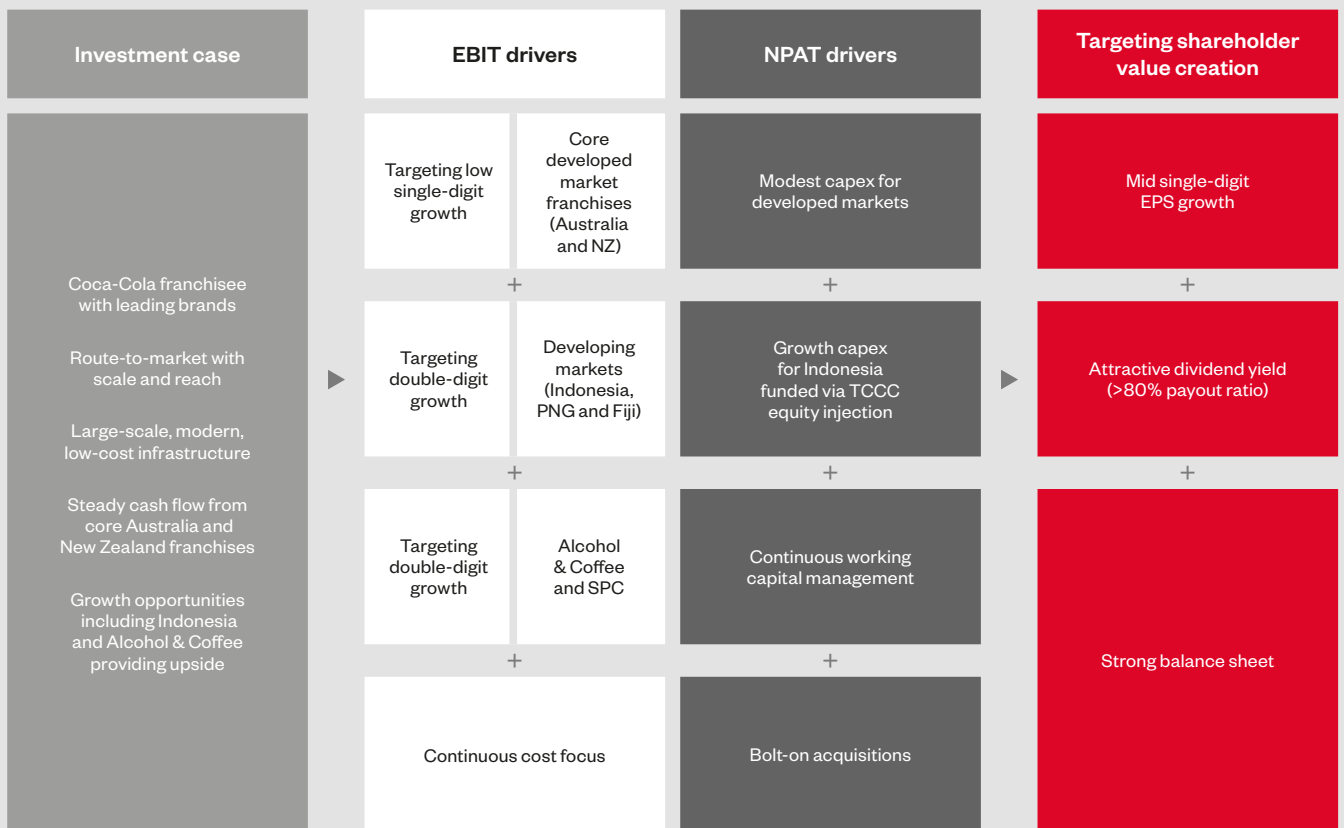 Investment case
EBIT drivers
NPAT drivers
Targeting shareholder
value creation
Coca-Cola franchisee
with leading brands
Route-to-market with
scale and reach
Large-scale, modern,
low-cost infrastructure
Steady cash flow from
core Australia and
New Zealand franchises
Growth opportunities
including Indonesia
and Alcohol & Coffee
providing upside
Targeting low
single-digit
growth
Core
developed
market
franchises
(Australia
and NZ)
+
Targeting
double-digit
growth
Developing
markets
(Indonesia,
PNG and Fiji)
+
Targeting
double-digit
growth
Alcohol
& Coffee
and SPC
+
Continuous cost focus
Modest capex for
developed markets
+
Growth capex
for Indonesia
funded via TCCC
equity injection
+
Continuous working
capital management
+
Bolt-on acquisitions
Mid single-digit
EPS growth
+
Attractive dividend yield
(>80% payout ratio)
+
Strong balance sheet